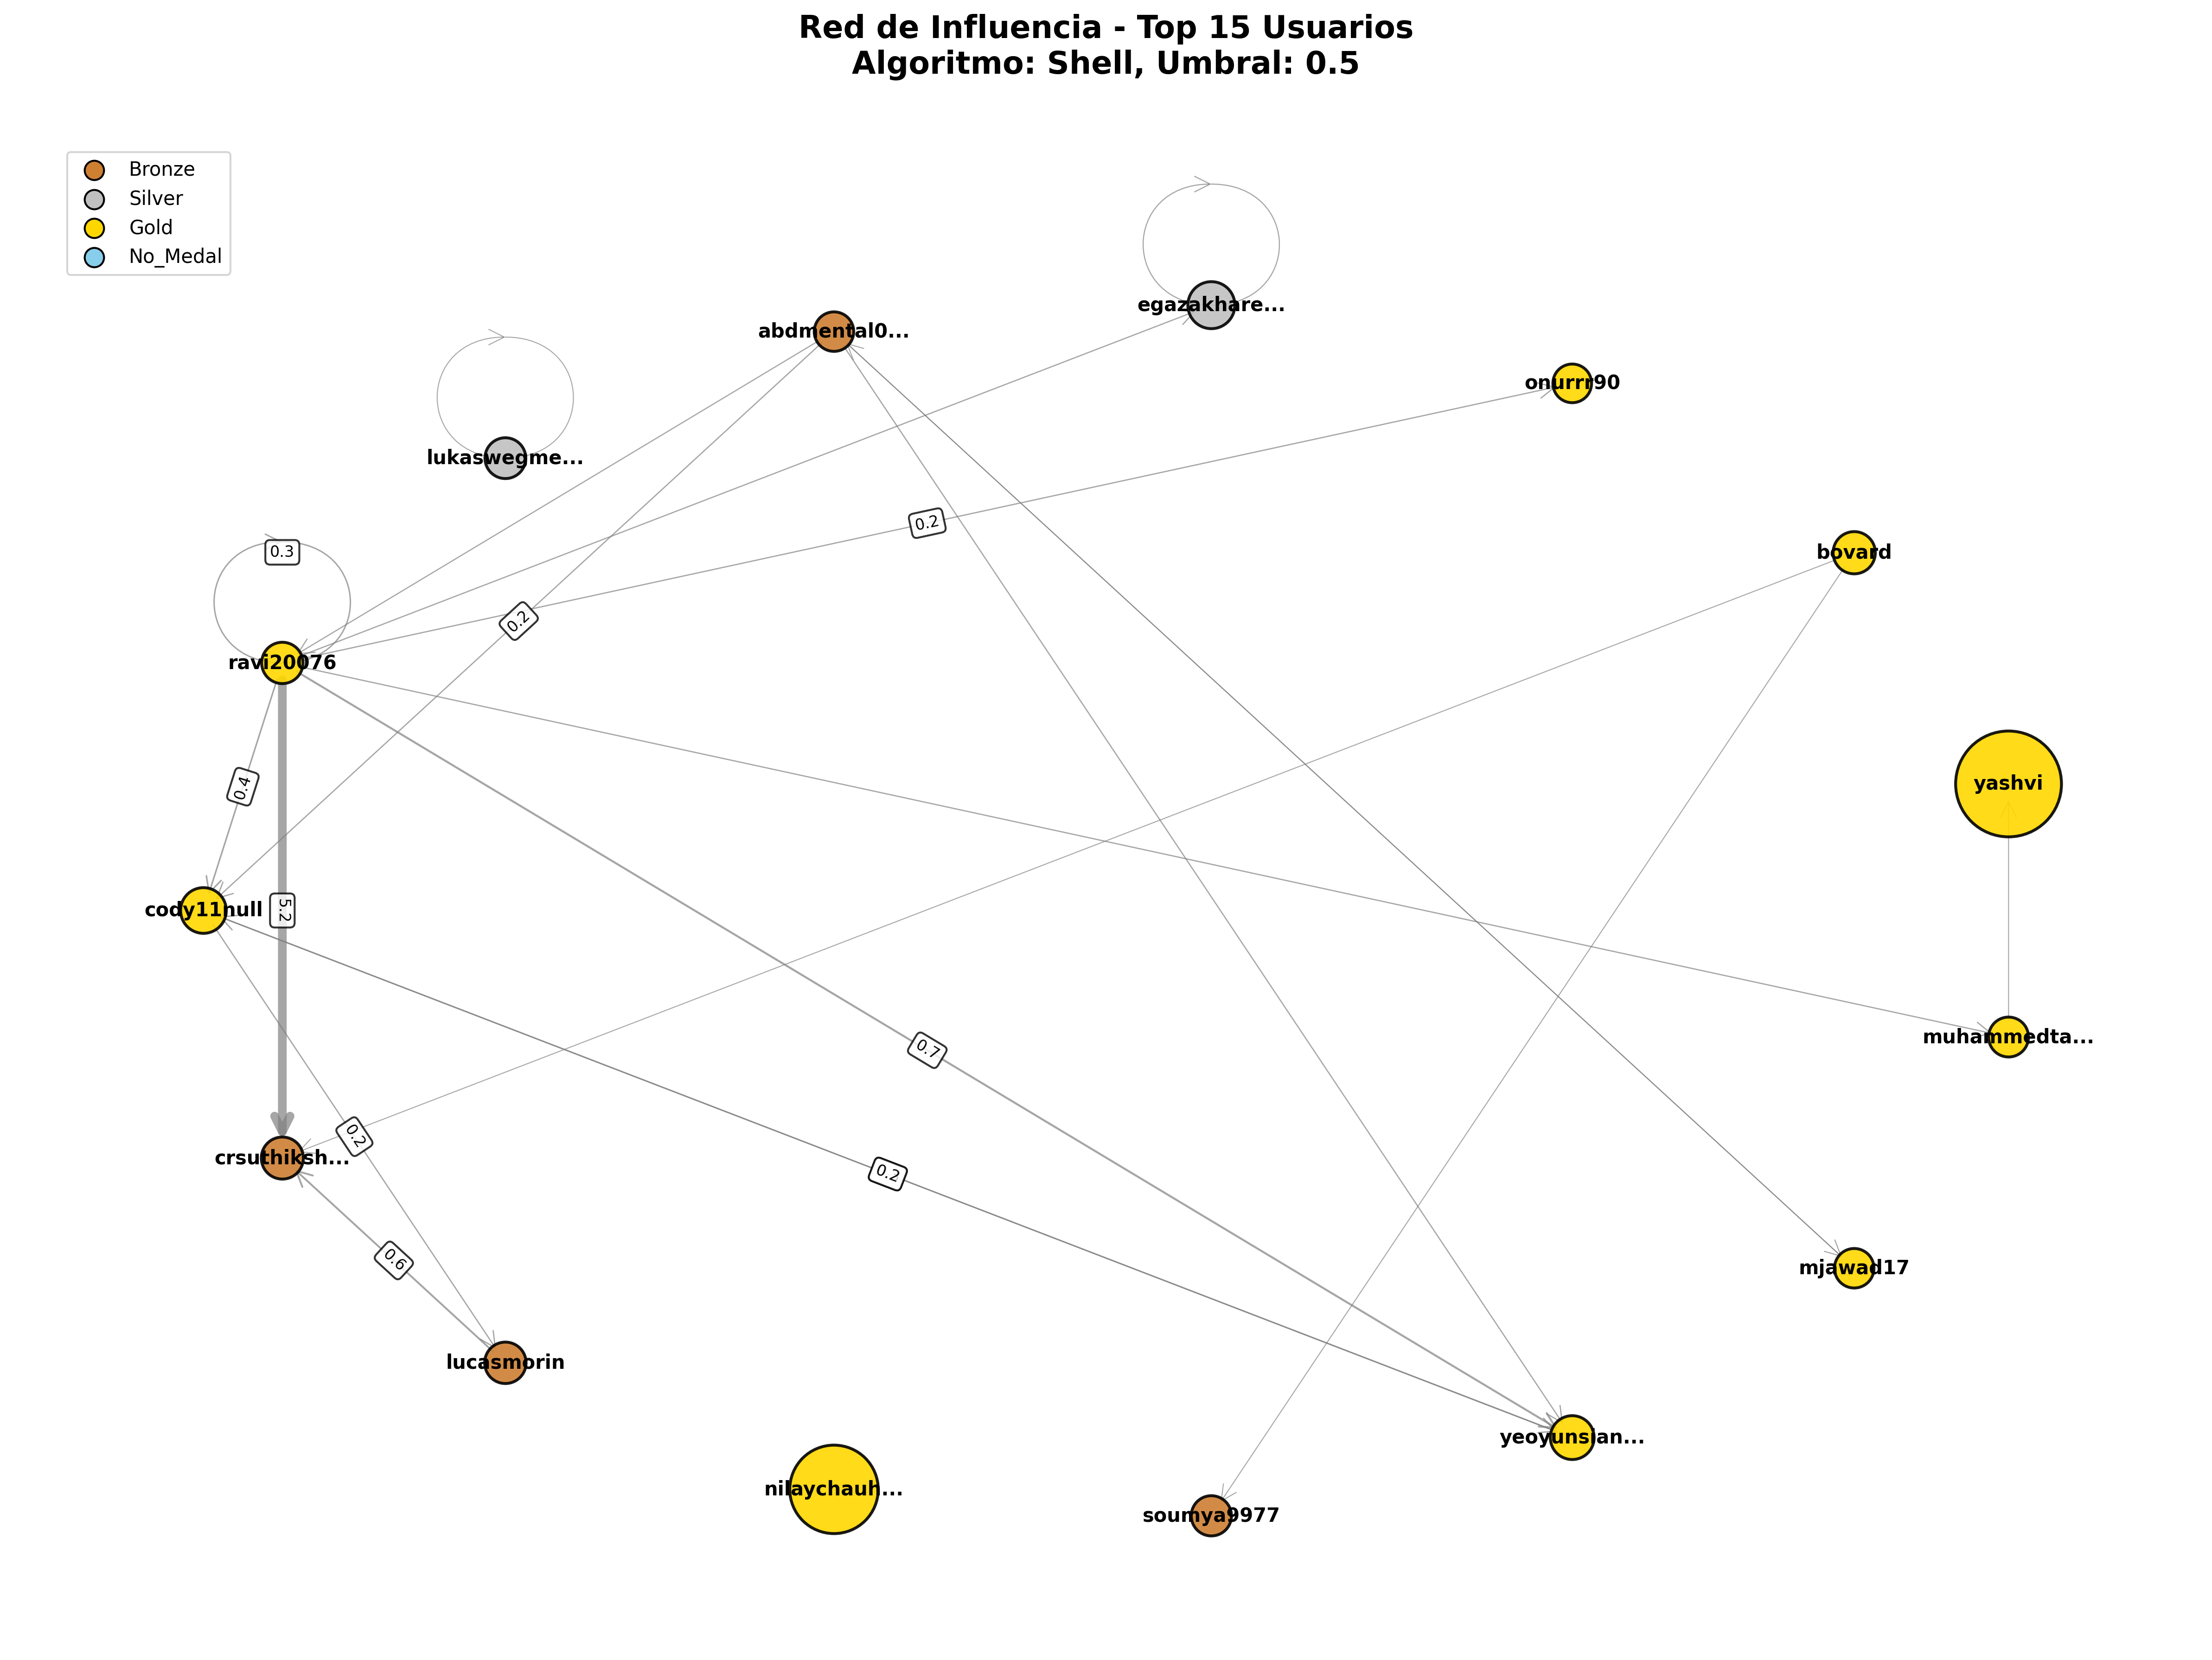 Red de Influencia - Top 15 Usuarios
Algoritmo: Shell, Umbral: 0.5
Bronze
Silver
Gold
No_Medal
egazakhare...
abdmental0...
onurrr90
lukaswegme...
0.2
0.3
bovard
0.2
ravi20076
yashvi
0.4
cody11null
5.2
muhammedta...
0.7
0.2
crsuthiksh...
0.2
0.6
mjawad17
lucasmorin
yeoyunsian...
nilaychauh...
soumya9977